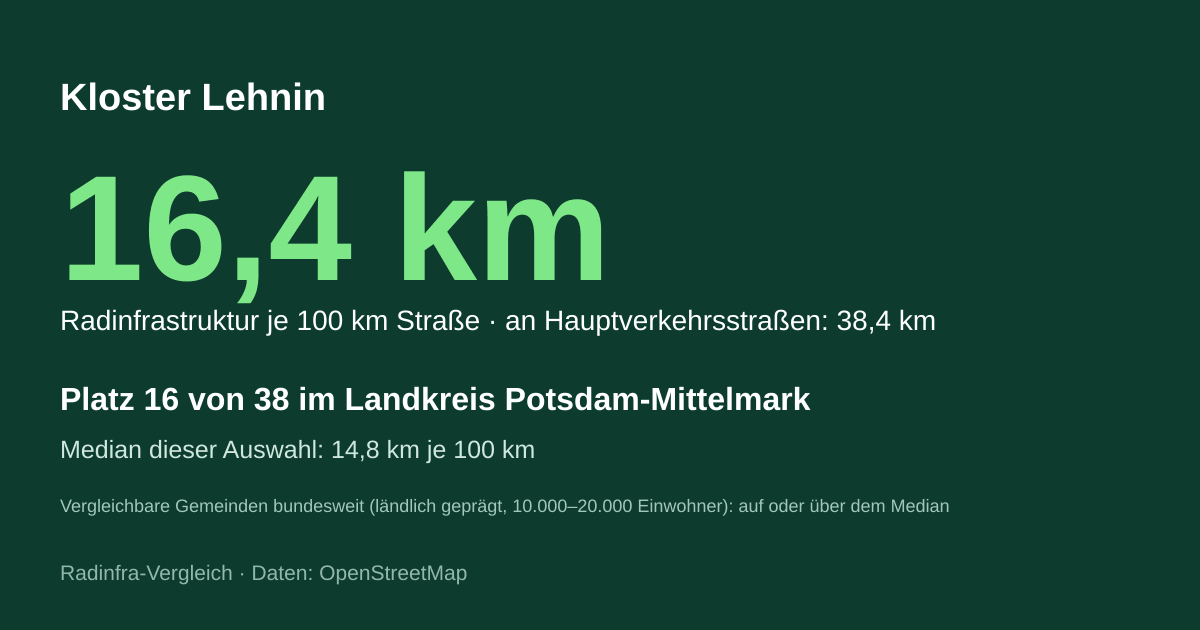 Kloster Lehnin
16,4 km
Radinfrastruktur je 100 km Straße · an Hauptverkehrsstraßen: 38,4 km
Platz 16 von 38 im Landkreis Potsdam-Mittelmark
Median dieser Auswahl: 14,8 km je 100 km
Vergleichbare Gemeinden bundesweit (ländlich geprägt, 10.000–20.000 Einwohner): auf oder über dem Median
Radinfra-Vergleich · Daten: OpenStreetMap